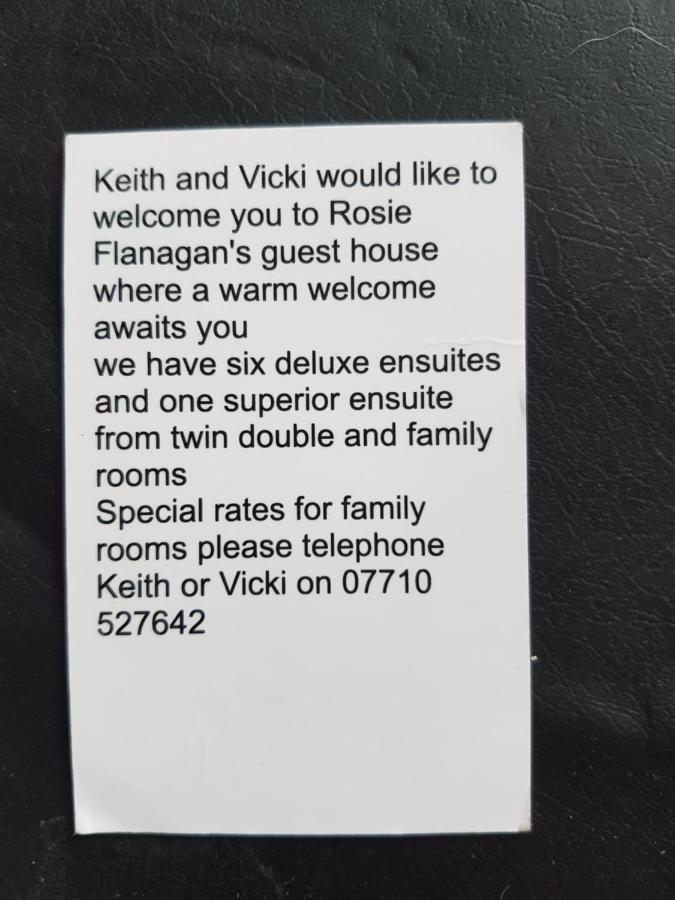 Keith and Vicki would like to
welcome you to Rosie
Flanagan's guest house
where a warm welcome
awaits you
we have six deluxe ensuites
and one superior ensuite
from twin double and family
rooms
Special rates for family
rooms please telephone
Keith or Vicki on 07710
527642